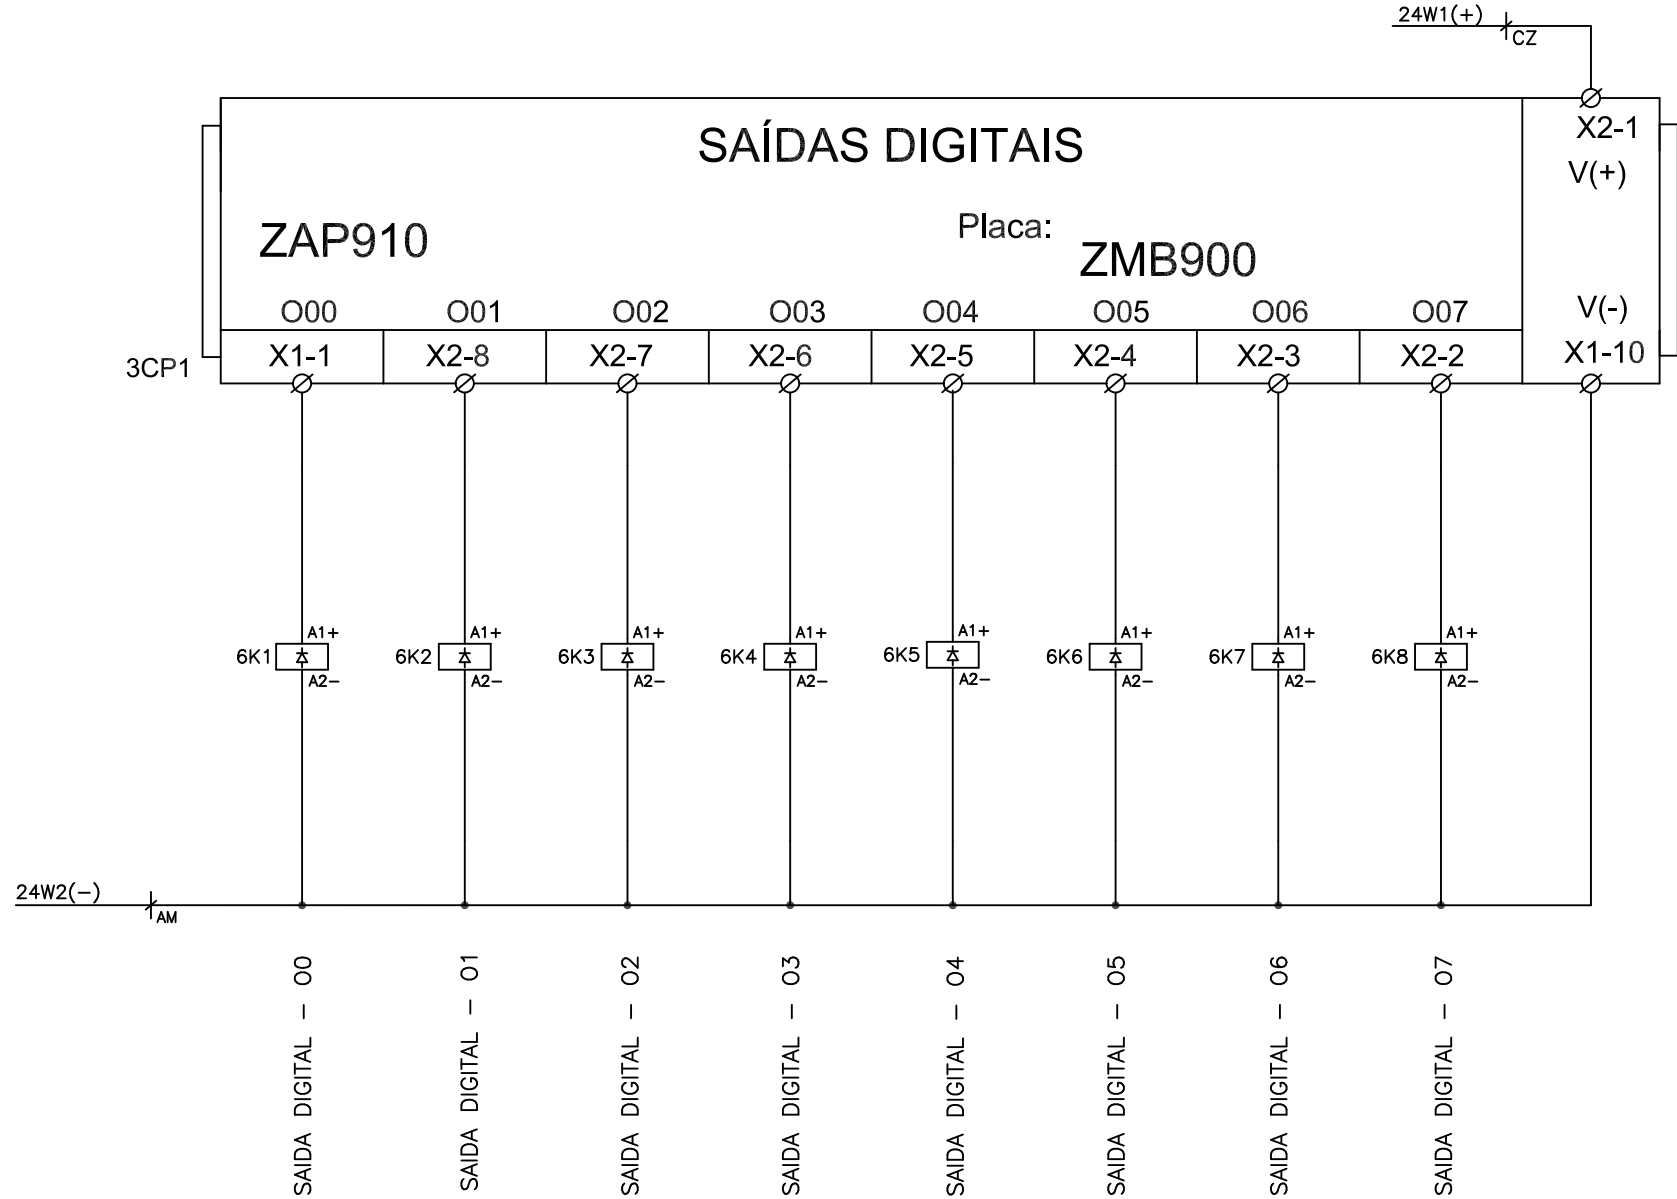 24W1(+)
CZ
SAÍDAS DIGITAIS
X2-1
V(+)
Placa:
ZAP910
ZMB900
O00 O01 O02 O03 O04 O05 O06 O07 V(-)
3CP1 X1-1 X2-8 X2-7 X2-6 X2-5 X2-4 X2-3 X2-2 X1-10
A1+ A1+ A1+ A1+ A1+ A1+ A1+ A1+
6K1 6K2 6K3 6K4 6K5 6K6 6K7 6K8
A2- A2- A2- A2- A2- A2- A2- A2-
24W2(-)
AM
SAIDA DIGITAL - O0
SAIDA DIGITAL - O1
SAIDA DIGITAL - O2
SAIDA DIGITAL - O3
SAIDA DIGITAL - O4
SAIDA DIGITAL - O5
SAIDA DIGITAL - O6
SAIDA DIGITAL - O7